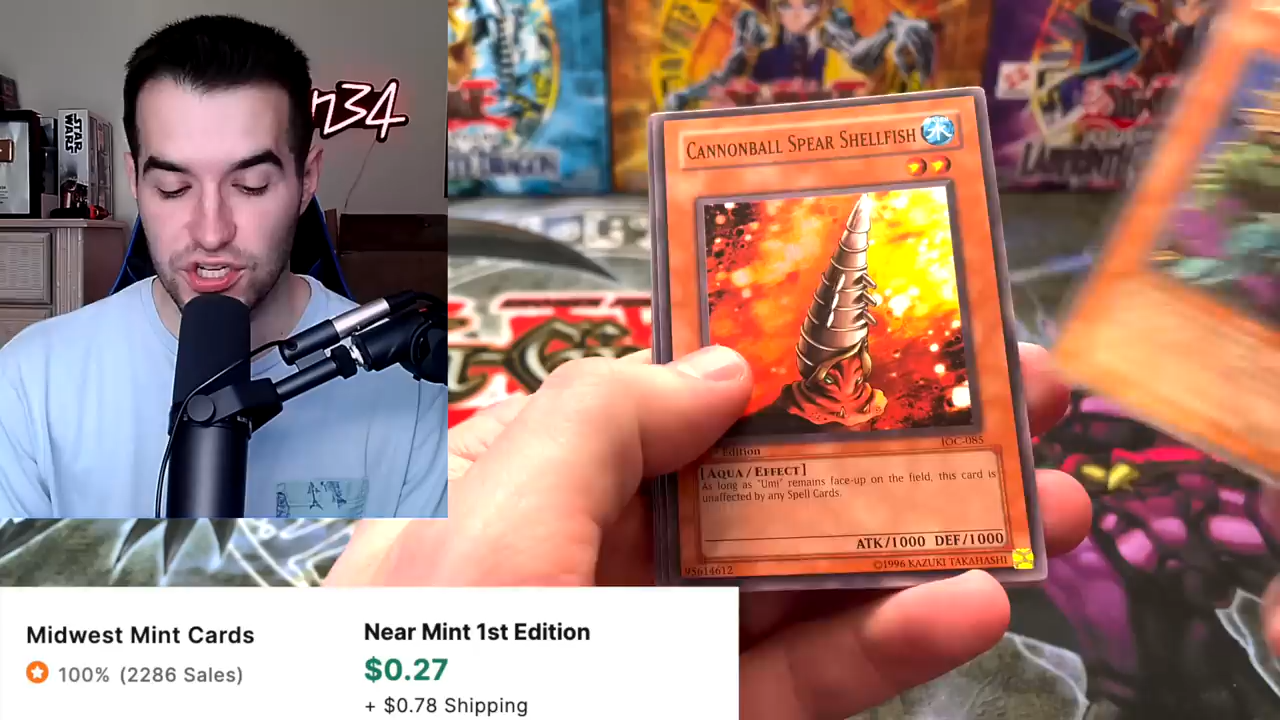 n34
STAR
WARS
CANNONBALL SPEAR SHELLFISH
IOC-085
Edition
[AQUA / EFFECT]
As long as "Umi" remains face-up on the field, this card is
unaffected by any Spell Cards.
ATK/1000 DEF/1000
95614612
©1996 KAZUKI TAKAHASHI
Midwest Mint Cards
100% (2286 Sales)
Near Mint 1st Edition
$0.27
+ $0.78 Shipping